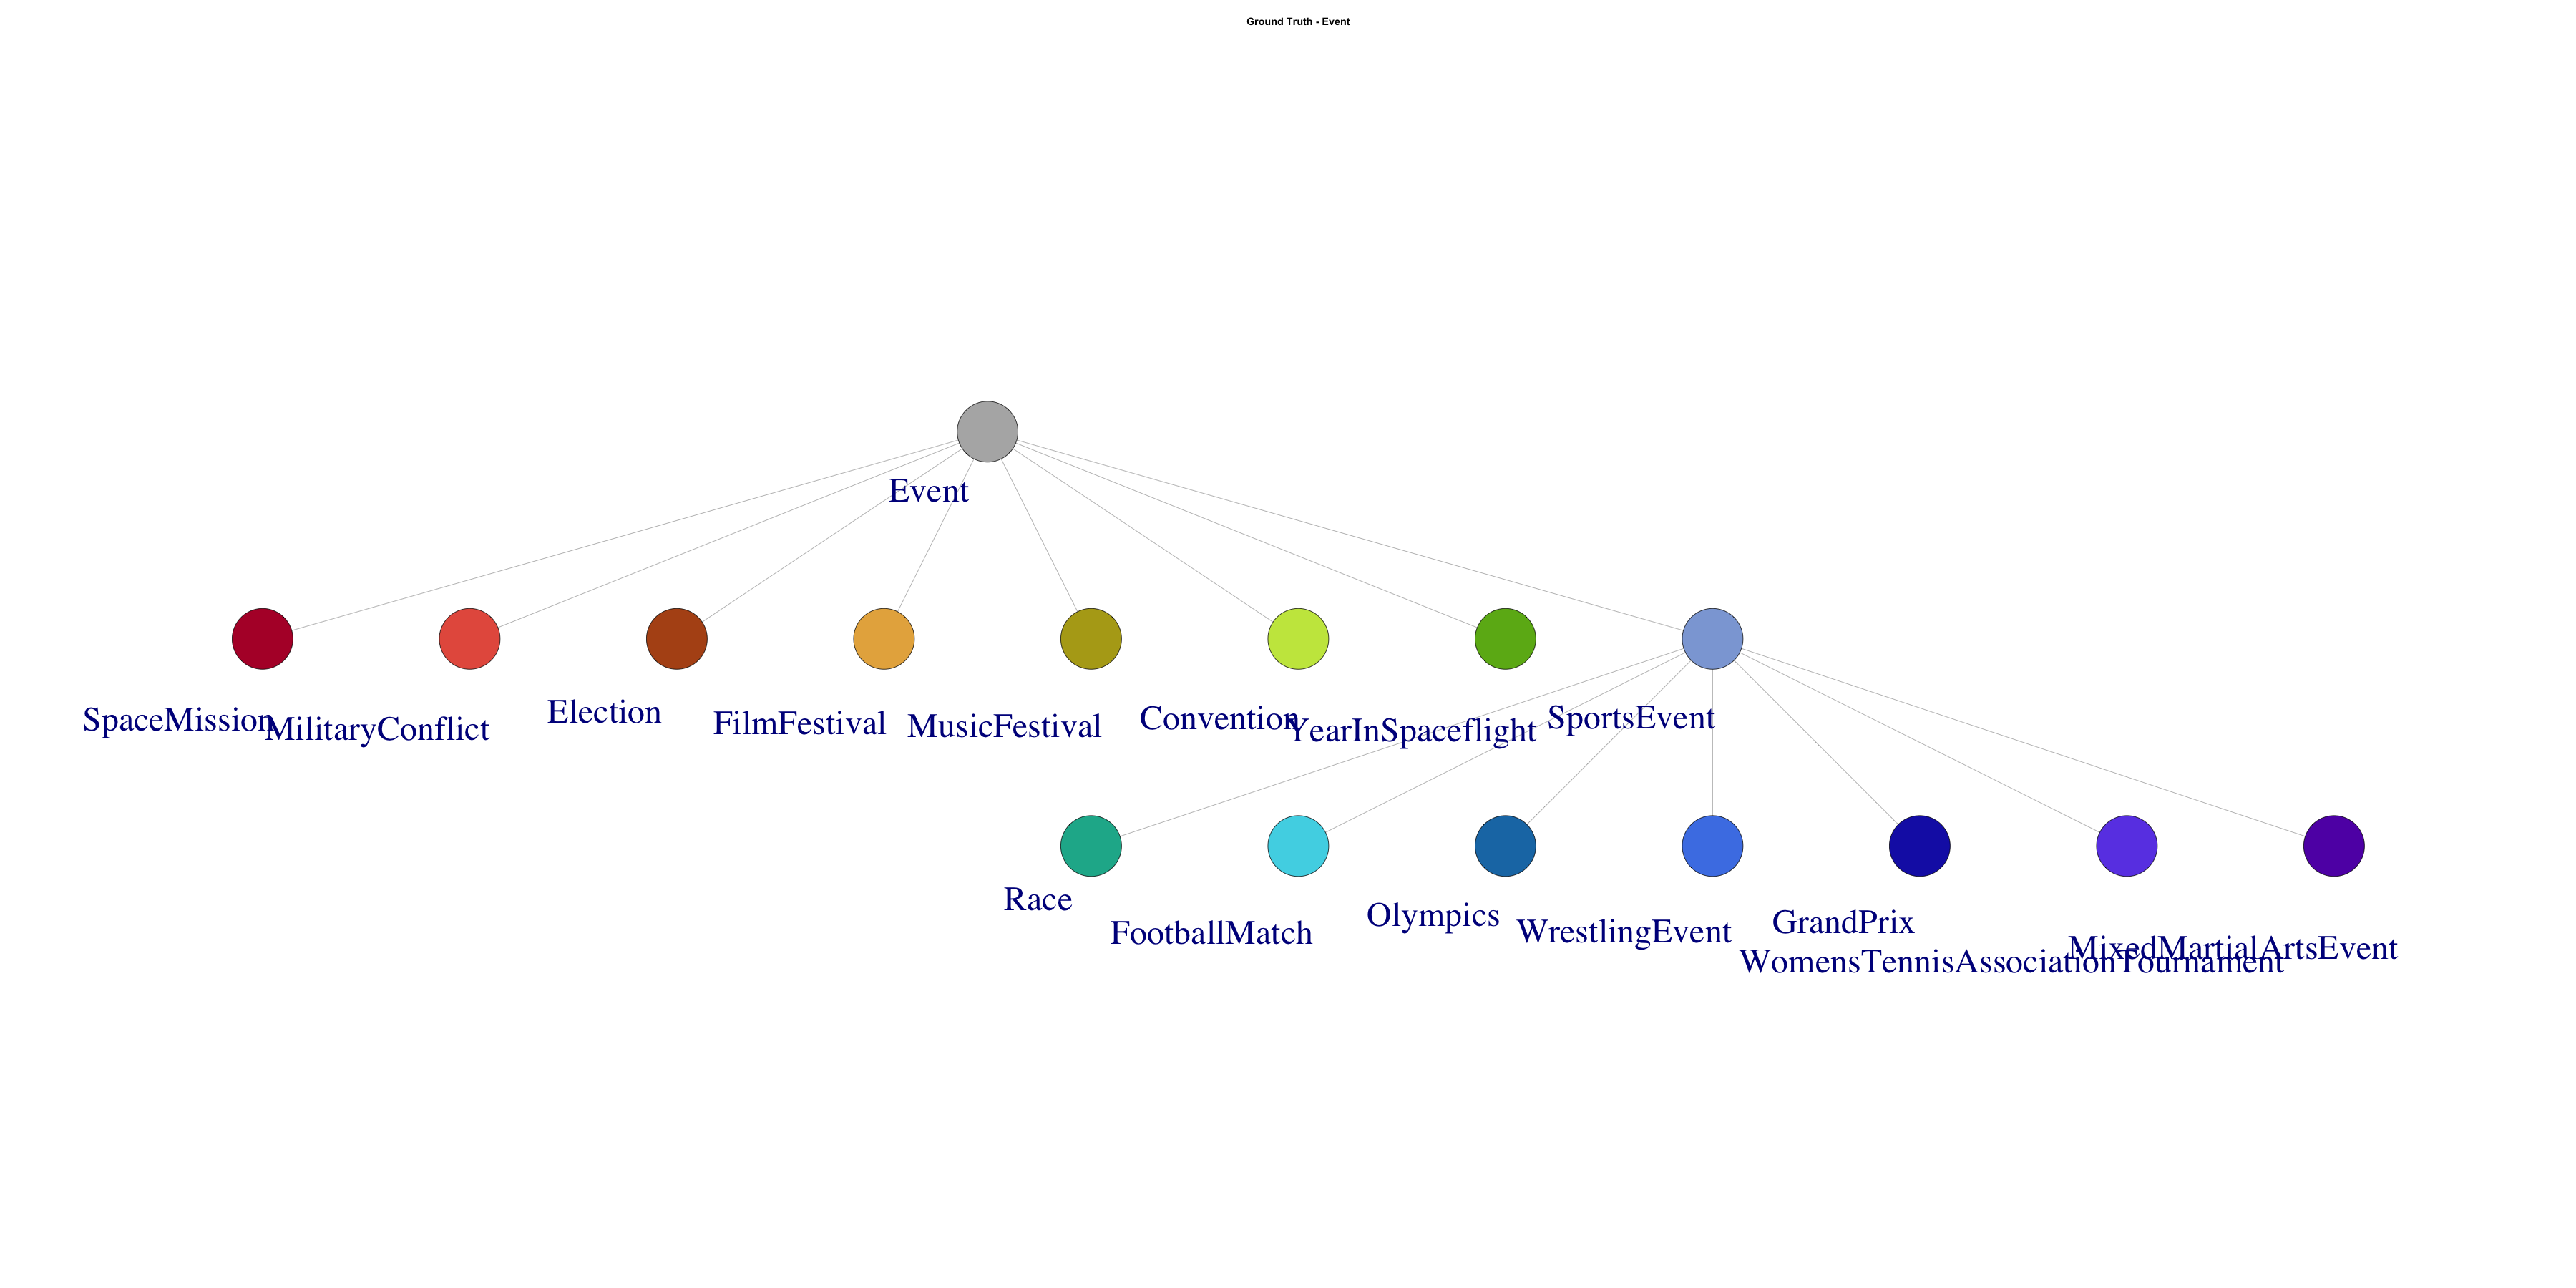 Ground Truth - Event
Event
SpaceMission
MilitaryConflict
Election
FilmFestival
MusicFestival
Convention
YearInSpaceflight
SportsEvent
Race
FootballMatch
Olympics
WrestlingEvent
GrandPrix
WomensTennisAssociationTournament
MixedMartialArtsEvent